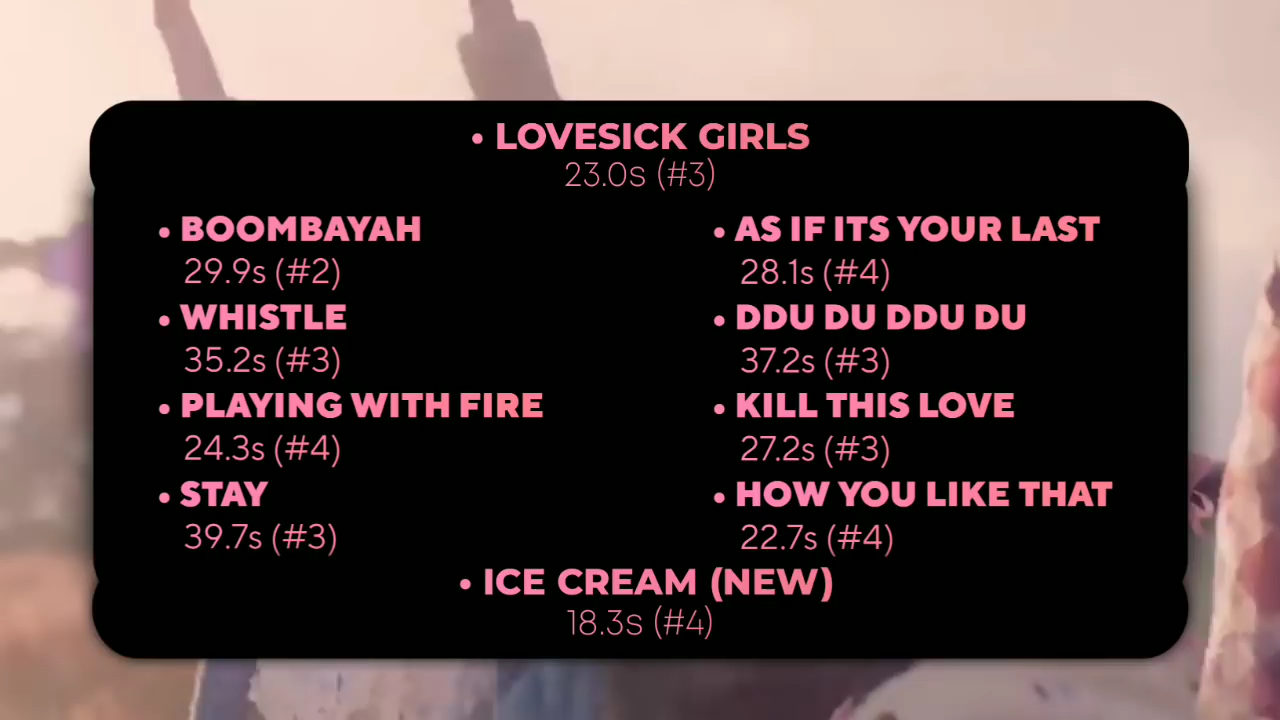 • LOVESICK GIRLS
23.0s (#3)
• BOOMBAYAH
29.9s (#2)
• WHISTLE
35.2s (#3)
• PLAYING WITH FIRE
24.3s (#4)
• STAY
39.7s (#3)
• AS IF ITS YOUR LAST
28.1s (#4)
• DDU DU DDU DU
37.2s (#3)
• KILL THIS LOVE
27.2s (#3)
• HOW YOU LIKE THAT
22.7s (#4)
• ICE CREAM (NEW)
18.3s (#4)